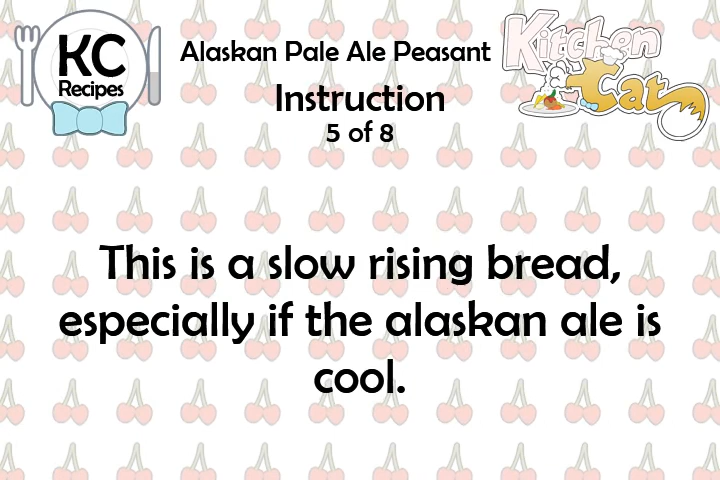 KC
Recipes
Alaskan Pale Ale Peasant
Kitchen
Cat
Instruction
5 of 8
This is a slow rising bread,
especially if the alaskan ale is
cool.